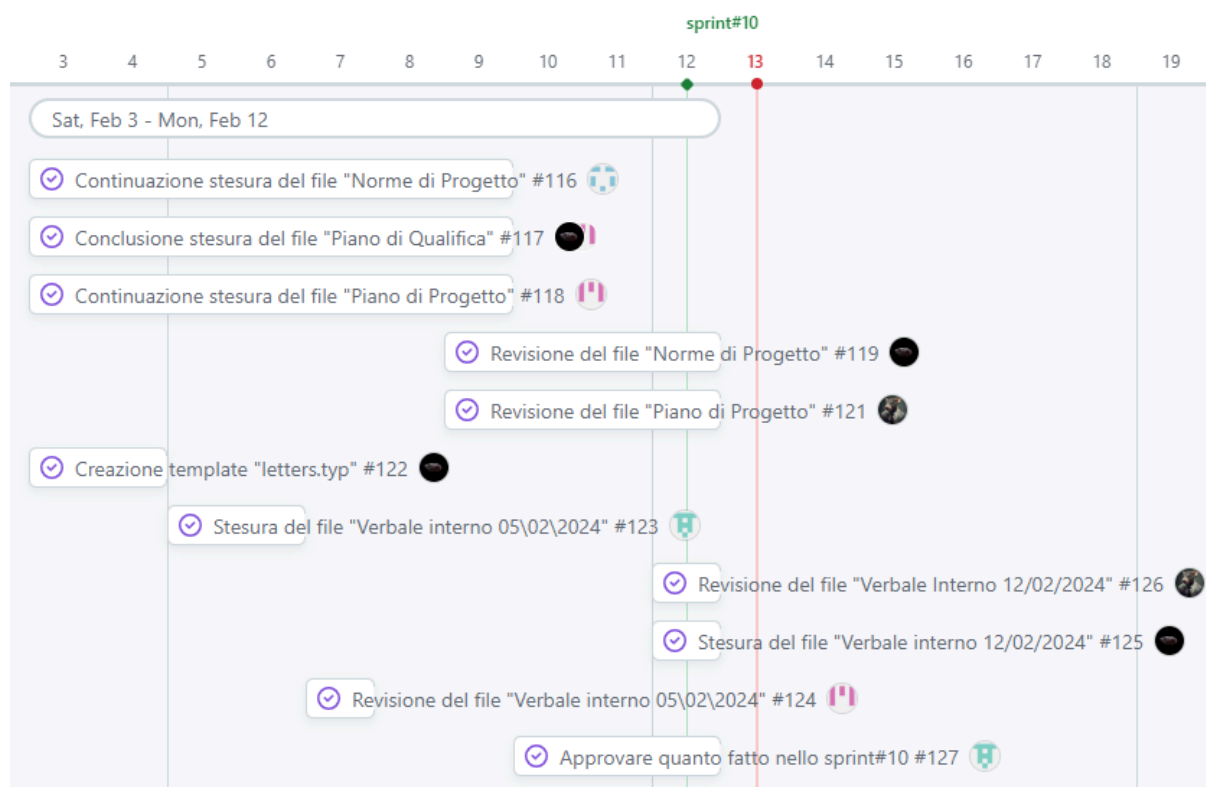 sprint#10
3 4 5 6 7 8 9 10 11 12 13 14 15 16 17 18 19
Sat, Feb 3 - Mon, Feb 12
Continuazione stesura del file "Norme di Progetto" #116
Conclusione stesura del file "Piano di Qualifica" #117
Continuazione stesura del file "Piano di Progetto" #118
Revisione del file "Norme di Progetto" #119
Revisione del file "Piano di Progetto" #121
Creazione template "letters.typ" #122
Stesura del file "Verbale interno 05\02\2024" #123
Revisione del file "Verbale Interno 12/02/2024" #126
Stesura del file "Verbale interno 12/02/2024" #125
Revisione del file "Verbale interno 05\02\2024" #124
Approvare quanto fatto nello sprint#10 #127